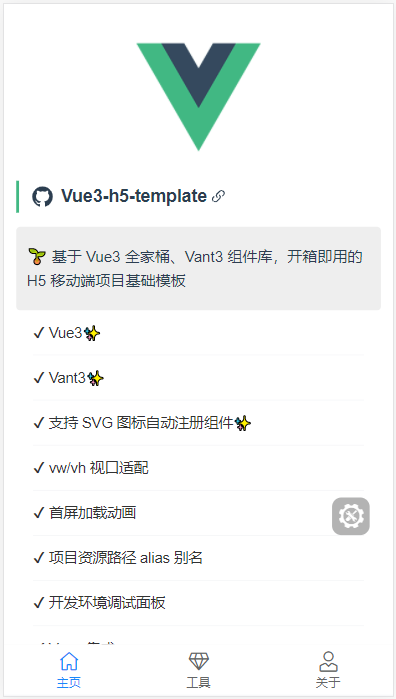 Vue3-h5-template
🌱 基于 Vue3 全家桶、Vant3 组件库，开箱即用的
H5 移动端项目基础模板
✓ Vue3✨
✓ Vant3✨
✓ 支持 SVG 图标自动注册组件✨
✓ vw/vh 视口适配
✓ 首屏加载动画
✓ 项目资源路径 alias 别名
✓ 开发环境调试面板
主页
工具
关于